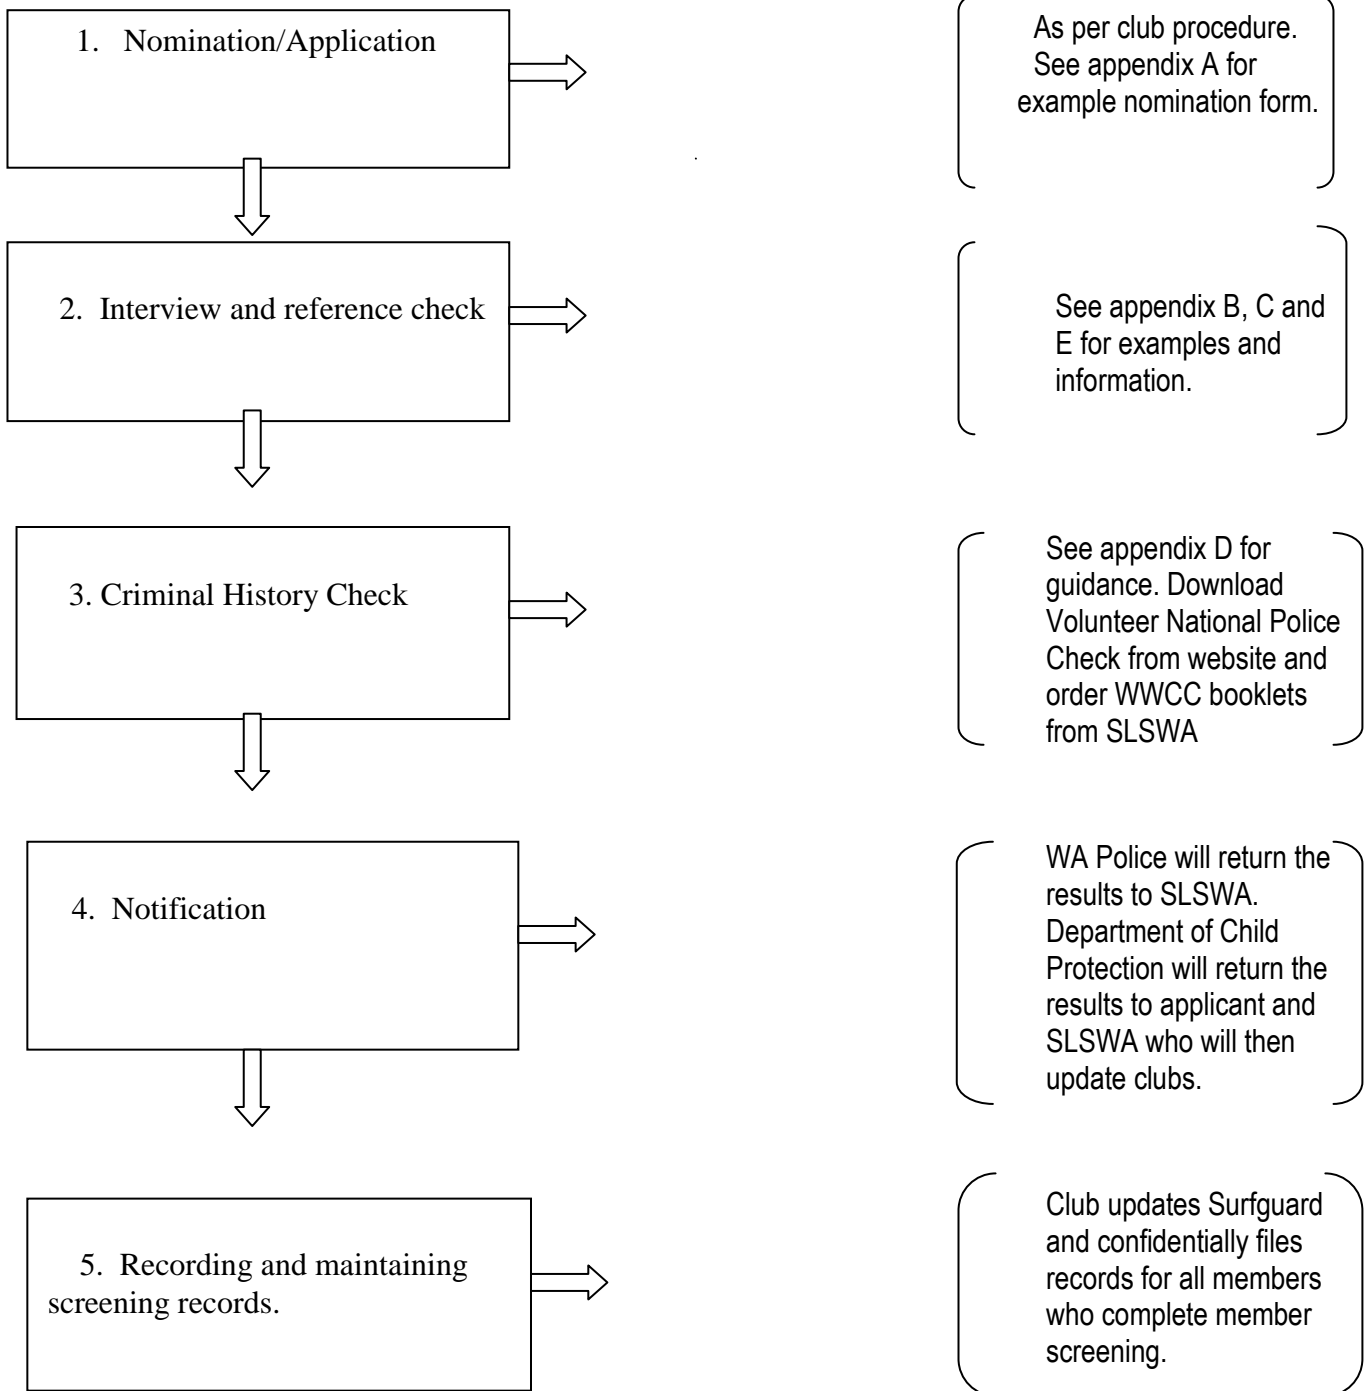 1. Nomination/Application
As per club procedure.
See appendix A for
example nomination form.
2. Interview and reference check
See appendix B, C and
E for examples and
information.
3. Criminal History Check
See appendix D for
guidance. Download
Volunteer National Police
Check from website and
order WWCC booklets
from SLSWA
4. Notification
WA Police will return the
results to SLSWA.
Department of Child
Protection will return the
results to applicant and
SLSWA who will then
update clubs.
5. Recording and maintaining
screening records.
Club updates Surfguard
and confidentially files
records for all members
who complete member
screening.